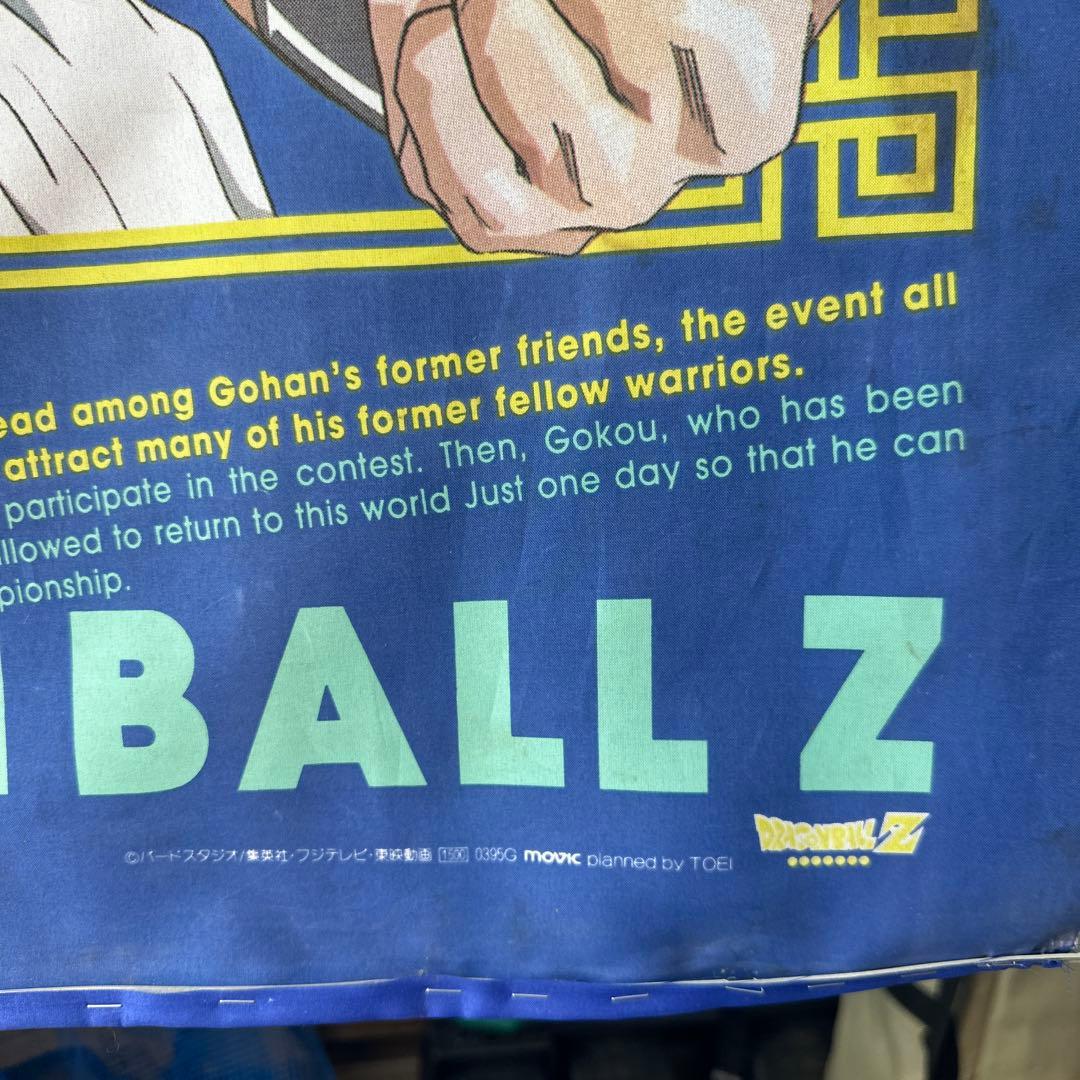 ead among Gohan's former friends, the event all
attract many of his former fellow warriors.
participate in the contest. Then, Gokou, who has been
llowed to return to this world Just one day so that he can
pionship.
BALL Z
©バードスタジオ/集英社・フジテレビ・東映動画 1500 0395G movic planned by TOEI
DRAGONBALL Z